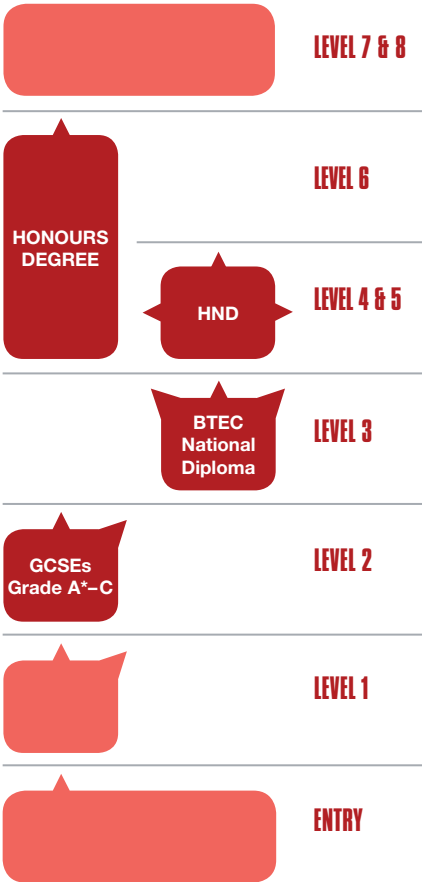 LEVEL 7 & 8
LEVEL 6
HONOURS
DEGREE
LEVEL 4 & 5
HND
BTEC
National
Diploma
LEVEL 3
GCSEs
Grade A*–C
LEVEL 2
LEVEL 1
ENTRY